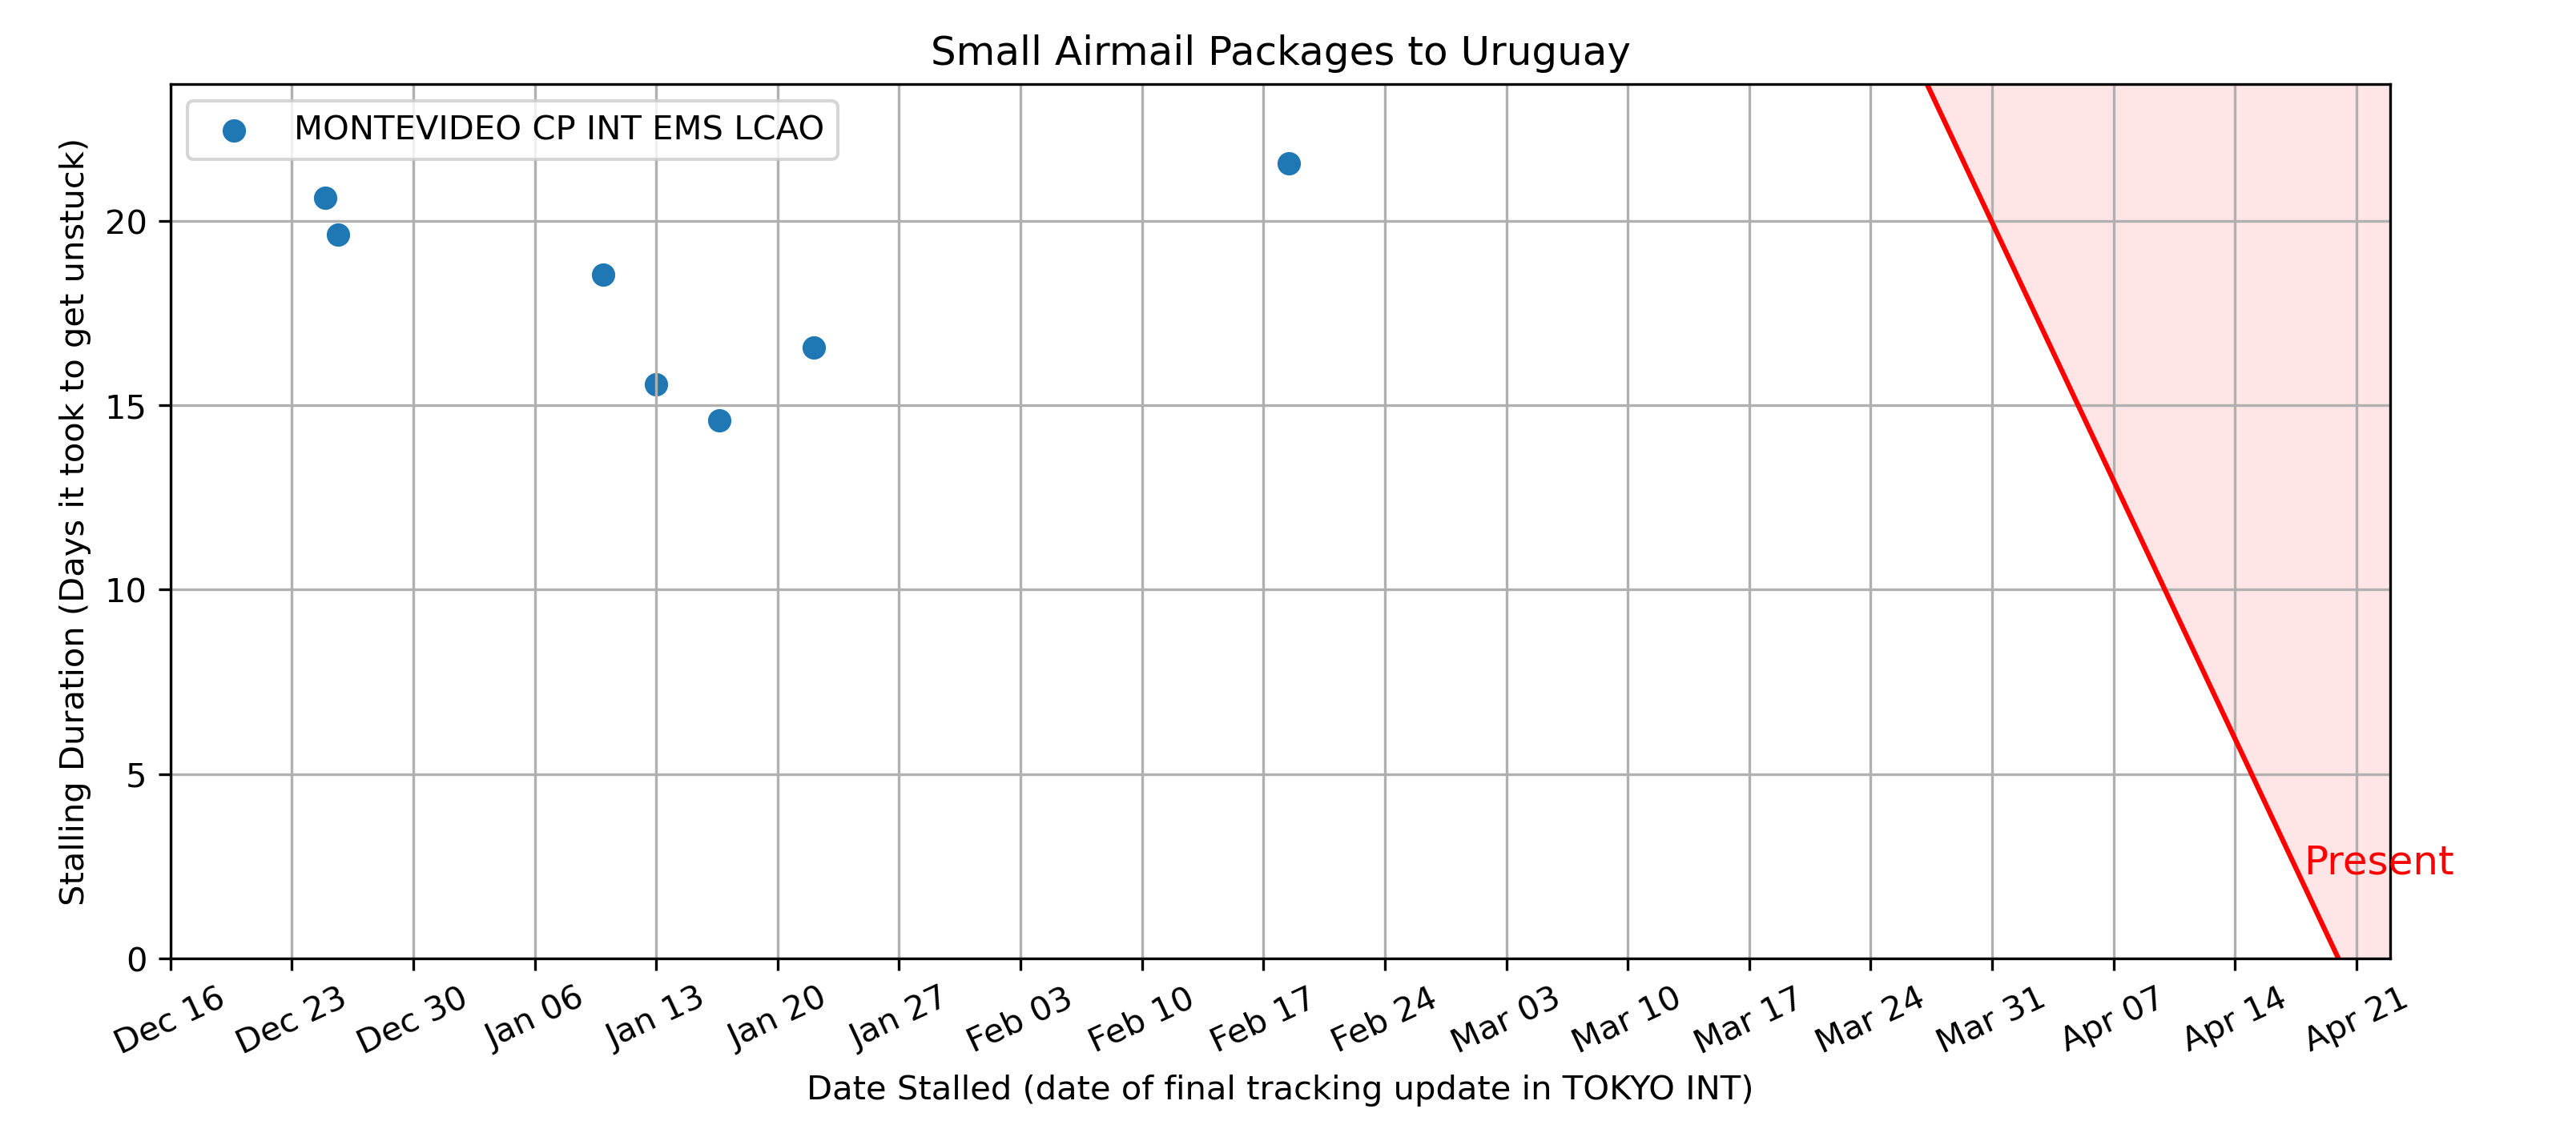 Small Airmail Packages to Uruguay
MONTEVIDEO CP INT EMS LCAO
Stalling Duration (Days it took to get unstuck)
20
15
10
5
0
Present
Dec 16
Dec 23
Dec 30
Jan 06
Jan 13
Jan 20
Jan 27
Feb 03
Feb 10
Feb 17
Feb 24
Mar 03
Mar 10
Mar 17
Mar 24
Mar 31
Apr 07
Apr 14
Apr 21
Date Stalled (date of final tracking update in TOKYO INT)